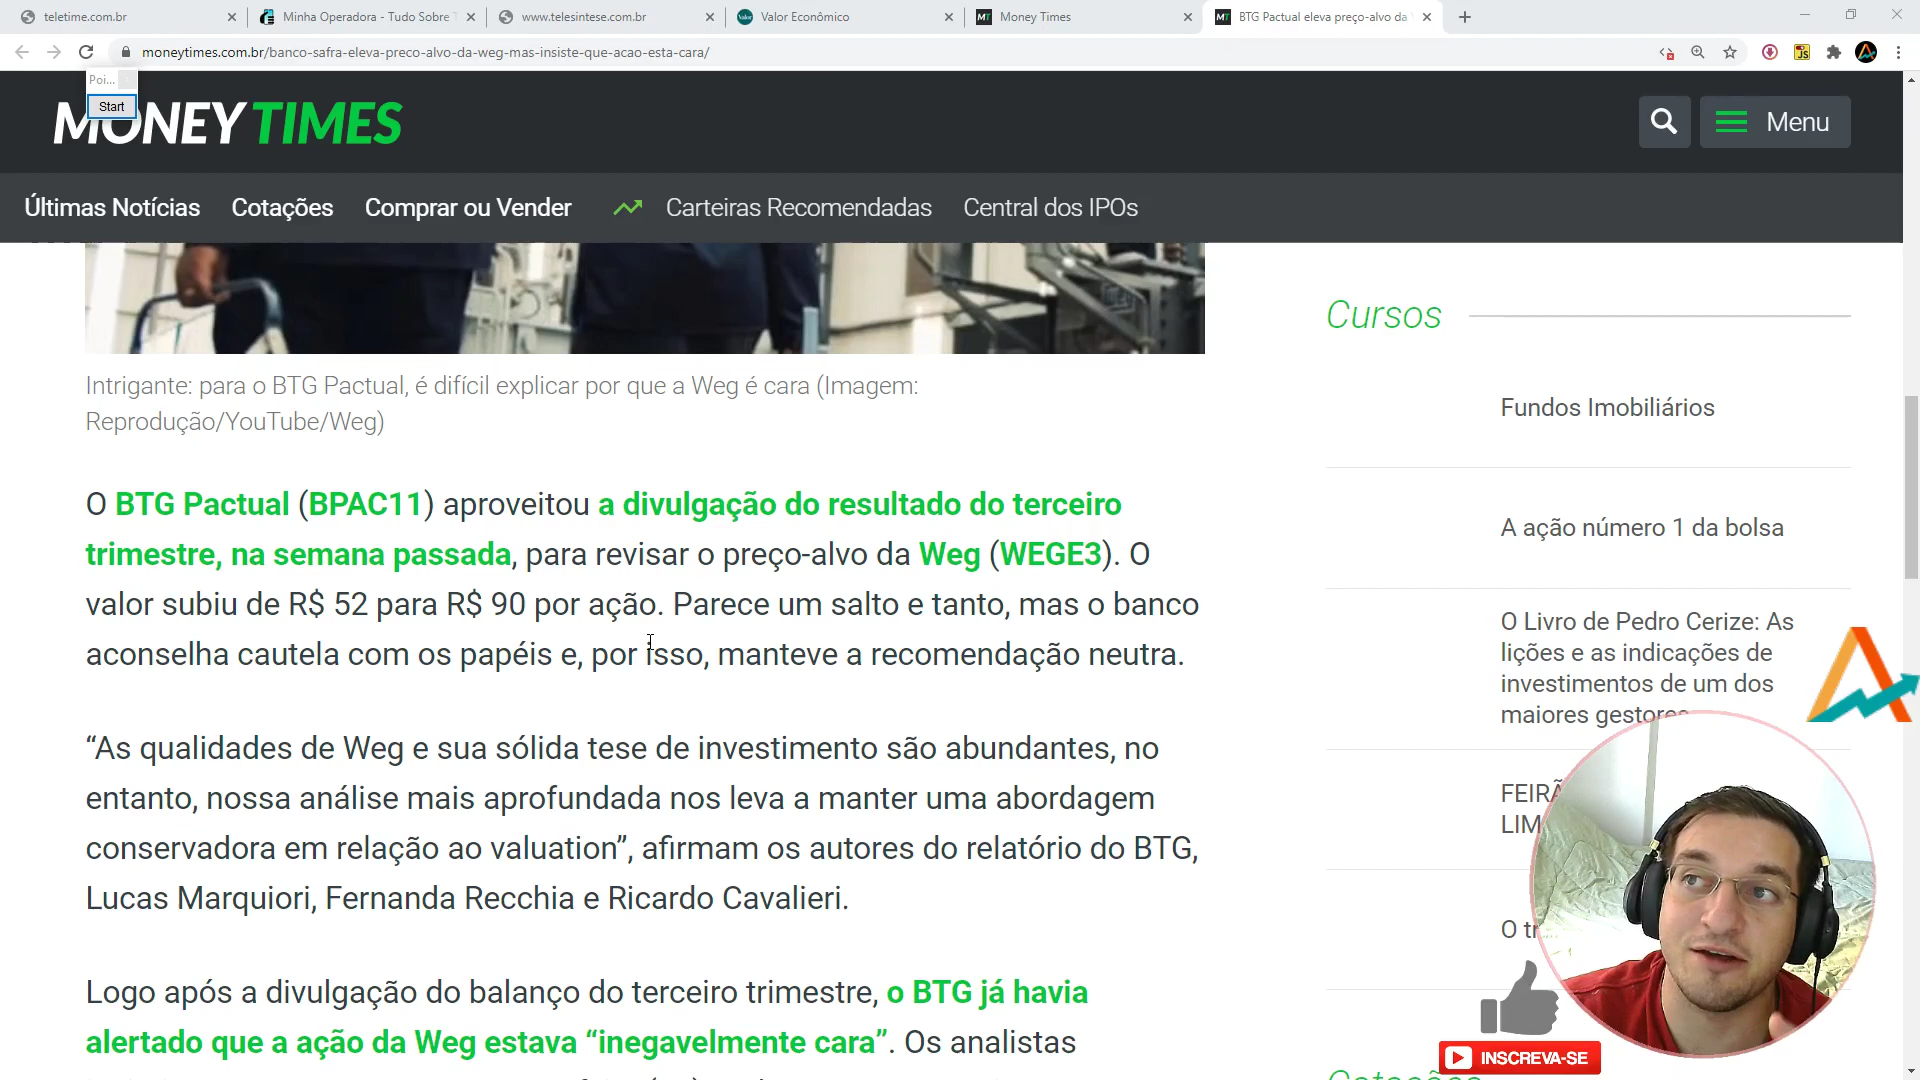 teletime.com.br
Minha Operadora - Tudo Sobre T
www.telesintese.com.br
Valor Econômico
Money Times
BTG Pactual eleva preço-alvo da
moneytimes.com.br/banco-safra-eleva-preco-alvo-da-weg-mas-insiste-que-acao-esta-cara/
Poi...
Start
MONEY TIMES
Menu
Últimas Notícias
Cotações
Comprar ou Vender
Carteiras Recomendadas
Central dos IPOs
Intrigante: para o BTG Pactual, é difícil explicar por que a Weg é cara (Imagem:
Reprodução/YouTube/Weg)
O BTG Pactual (BPAC11) aproveitou a divulgação do resultado do terceiro
trimestre, na semana passada, para revisar o preço-alvo da Weg (WEGE3). O
valor subiu de R$ 52 para R$ 90 por ação. Parece um salto e tanto, mas o banco
aconselha cautela com os papéis e, por isso, manteve a recomendação neutra.
“As qualidades de Weg e sua sólida tese de investimento são abundantes, no
entanto, nossa análise mais aprofundada nos leva a manter uma abordagem
conservadora em relação ao valuation”, afirmam os autores do relatório do BTG,
Lucas Marquiori, Fernanda Recchia e Ricardo Cavalieri.
Logo após a divulgação do balanço do terceiro trimestre, o BTG já havia
alertado que a ação da Weg estava “inegavelmente cara”. Os analistas
Cursos
Fundos Imobiliários
A ação número 1 da bolsa
O Livro de Pedro Cerize: As
lições e as indicações de
investimentos de um dos
maiores gestores
O tr
INSCREVA-SE